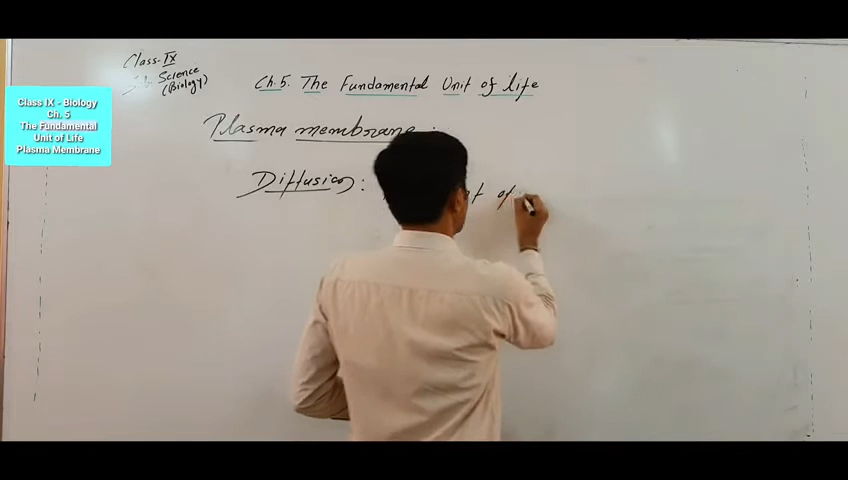 Class-IX
Science
(Biology)
Ch.5. The Fundamental Unit of life
Class IX - Biology
Ch. 5
The Fundamental
Unit of Life
Plasma Membrane
Plasma membrane :
Diffusion : of